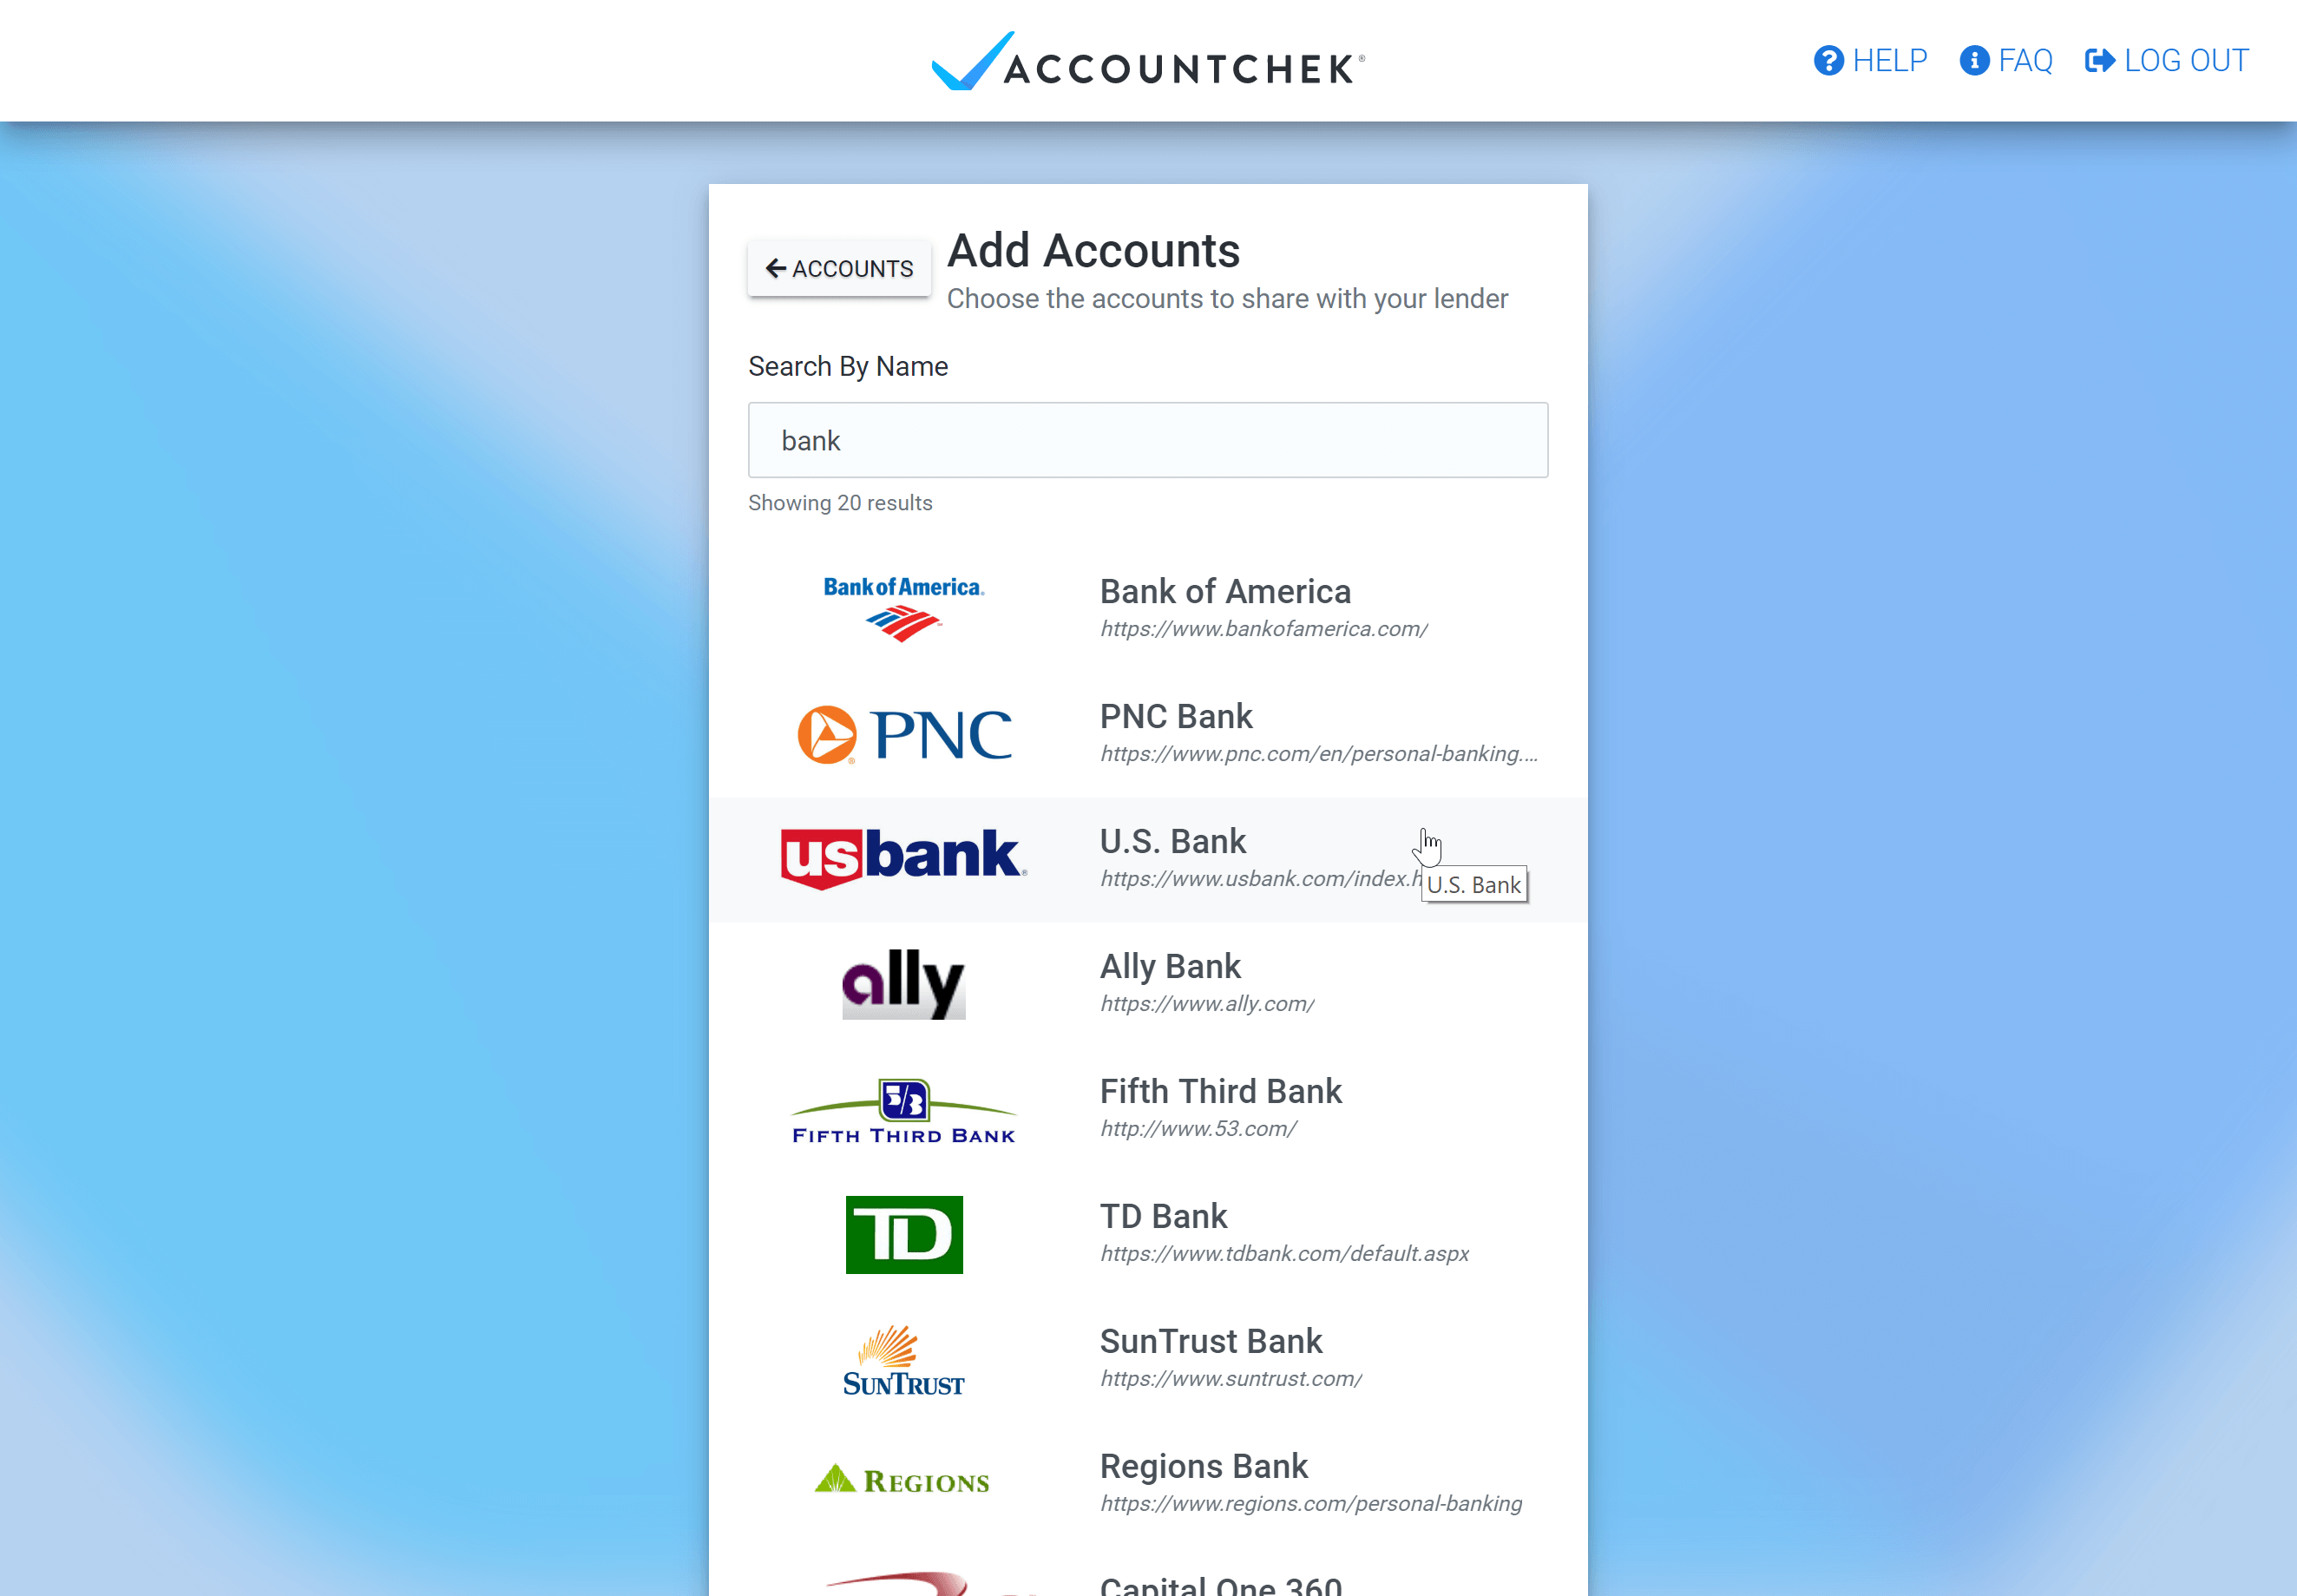 ACCOUNTCHEK®
HELP
FAQ
LOG OUT
ACCOUNTS
Add Accounts
Choose the accounts to share with your lender
Search By Name
bank
Showing 20 results
Bank of America
Bank of America
https://www.bankofamerica.com/
PNC
PNC Bank
https://www.pnc.com/en/personal-banking....
usbank
U.S. Bank
https://www.usbank.com/index.h
U.S. Bank
ally
Ally Bank
https://www.ally.com/
5/3
FIFTH THIRD BANK
Fifth Third Bank
http://www.53.com/
TD
TD Bank
https://www.tdbank.com/default.aspx
SUNTRUST
SunTrust Bank
https://www.suntrust.com/
REGIONS
Regions Bank
https://www.regions.com/personal-banking
Capital One 360